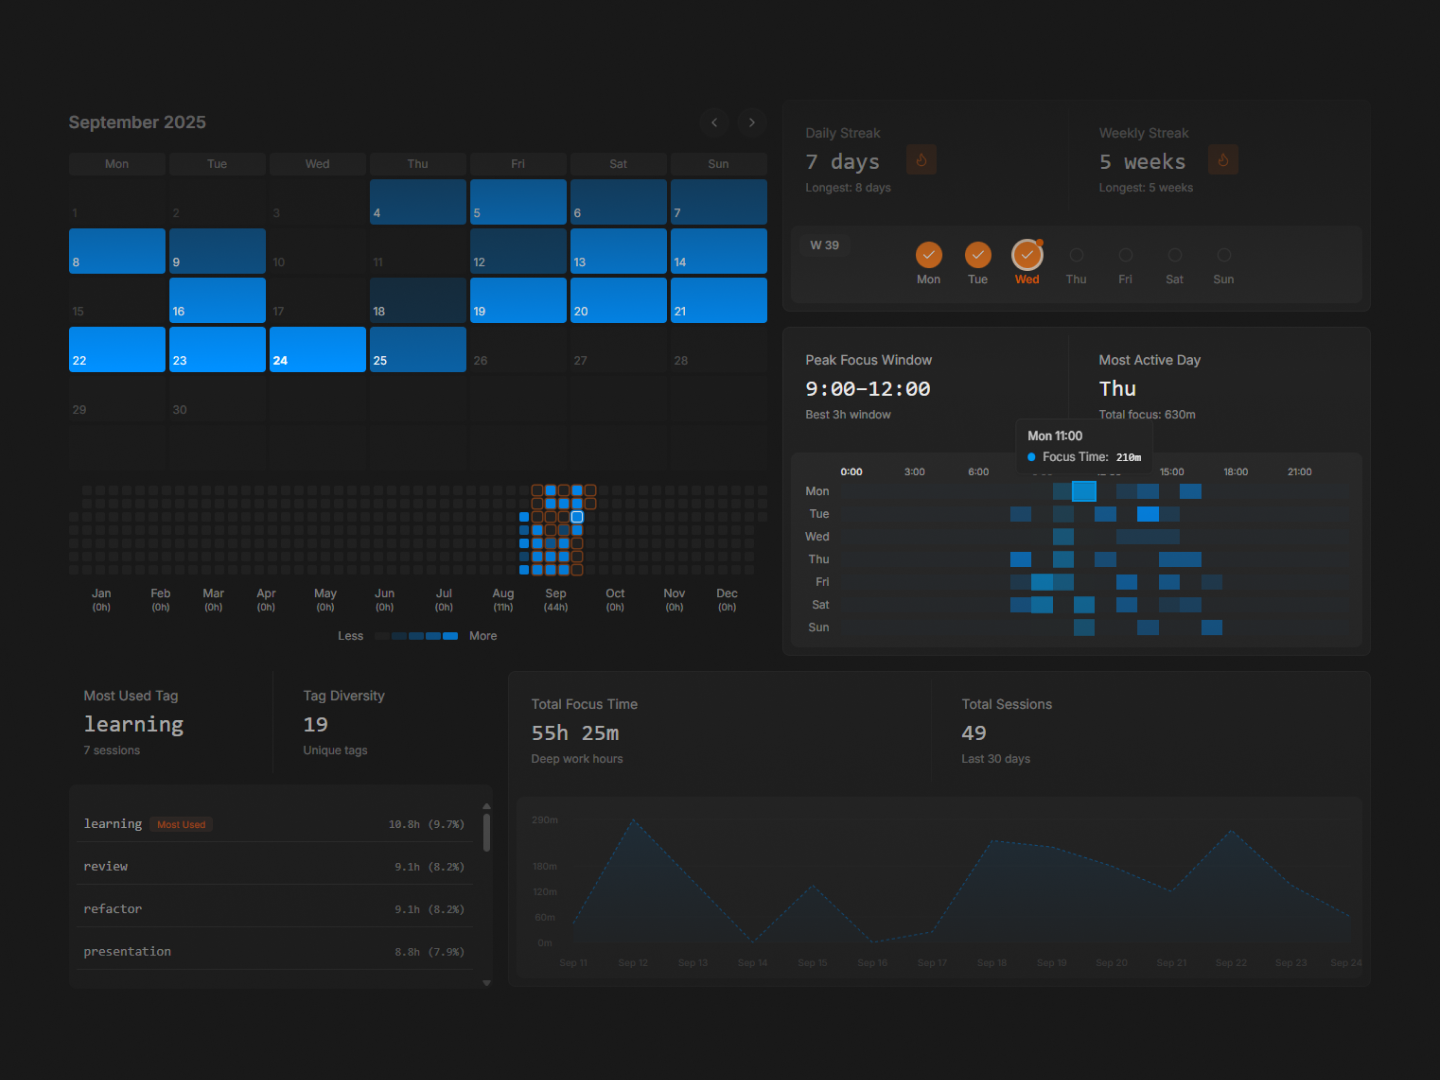 September 2025
Mon Tue Wed Thu Fri Sat Sun
1 2 3 4 5 6 7
8 9 10 11 12 13 14
15 16 17 18 19 20 21
22 23 24 25 26 27 28
29 30
Jan Feb Mar Apr May Jun Jul Aug Sep Oct Nov Dec
(0h) (0h) (0h) (0h) (0h) (0h) (0h) (11h) (44h) (0h) (0h) (0h)
Less More
Daily Streak
7 days
Longest: 8 days
Weekly Streak
5 weeks
Longest: 5 weeks
W 39
Mon Tue Wed Thu Fri Sat Sun
Peak Focus Window
9:00–12:00
Best 3h window
Most Active Day
Thu
Total focus: 630m
Mon 11:00
Focus Time: 210m
0:00 3:00 6:00 15:00 18:00 21:00
Mon
Tue
Wed
Thu
Fri
Sat
Sun
Most Used Tag
learning
7 sessions
Tag Diversity
19
Unique tags
learning Most Used 10.8h (9.7%)
review 9.1h (8.2%)
refactor 9.1h (8.2%)
presentation 8.8h (7.9%)
Total Focus Time
55h 25m
Deep work hours
Total Sessions
49
Last 30 days
290m
180m
120m
60m
0m
Sep 11 Sep 12 Sep 13 Sep 14 Sep 15 Sep 16 Sep 17 Sep 18 Sep 19 Sep 20 Sep 21 Sep 22 Sep 23 Sep 24